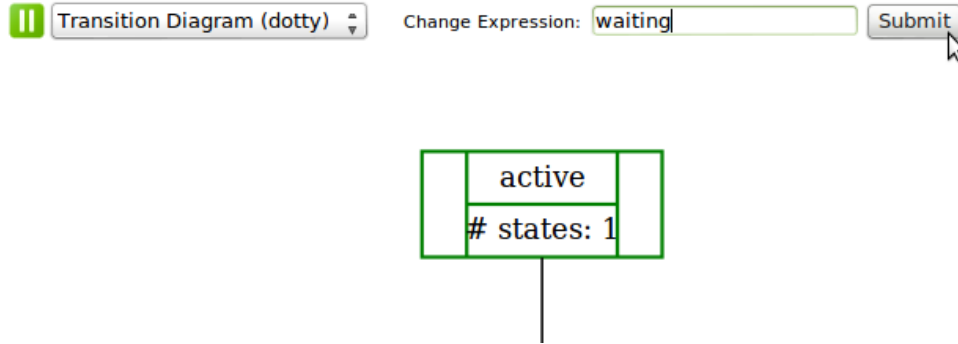 Transition Diagram (dotty) Change Expression: waiting Submit
active
# states: 1